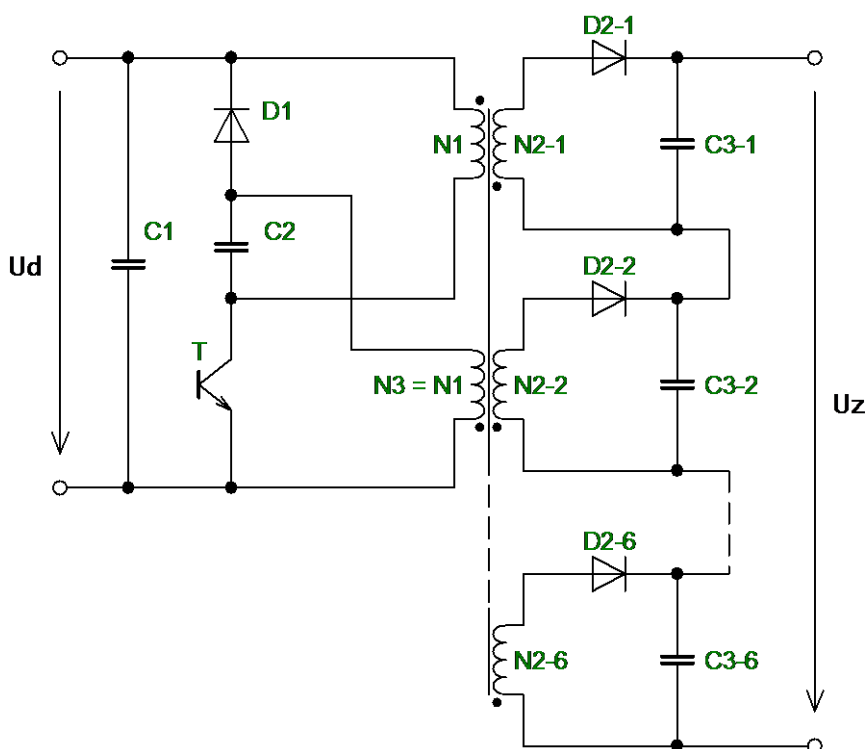 D2-1
D1
N1
N2-1
C3-1
C1
C2
Ud
D2-2
T
N3 = N1
N2-2
C3-2
Uz
D2-6
N2-6
C3-6